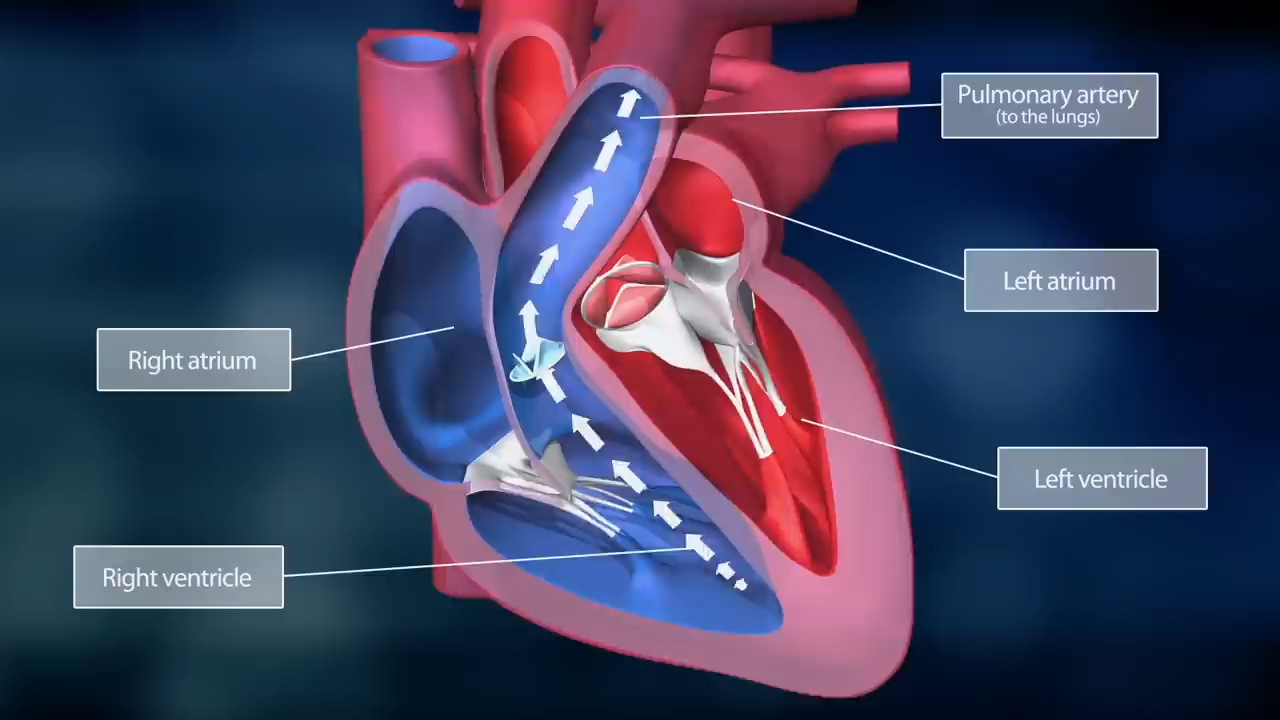 Pulmonary artery
(to the lungs)
Left atrium
Right atrium
Left ventricle
Right ventricle